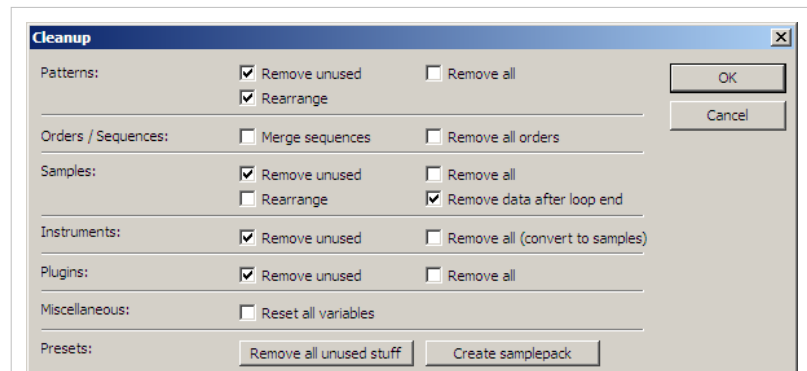 Cleanup
Patterns: Remove unused Remove all OK
Rearrange
Cancel
Orders / Sequences: Merge sequences Remove all orders
Samples: Remove unused Remove all
Rearrange Remove data after loop end
Instruments: Remove unused Remove all (convert to samples)
Plugins: Remove unused Remove all
Miscellaneous: Reset all variables
Presets: Remove all unused stuff Create samplepack